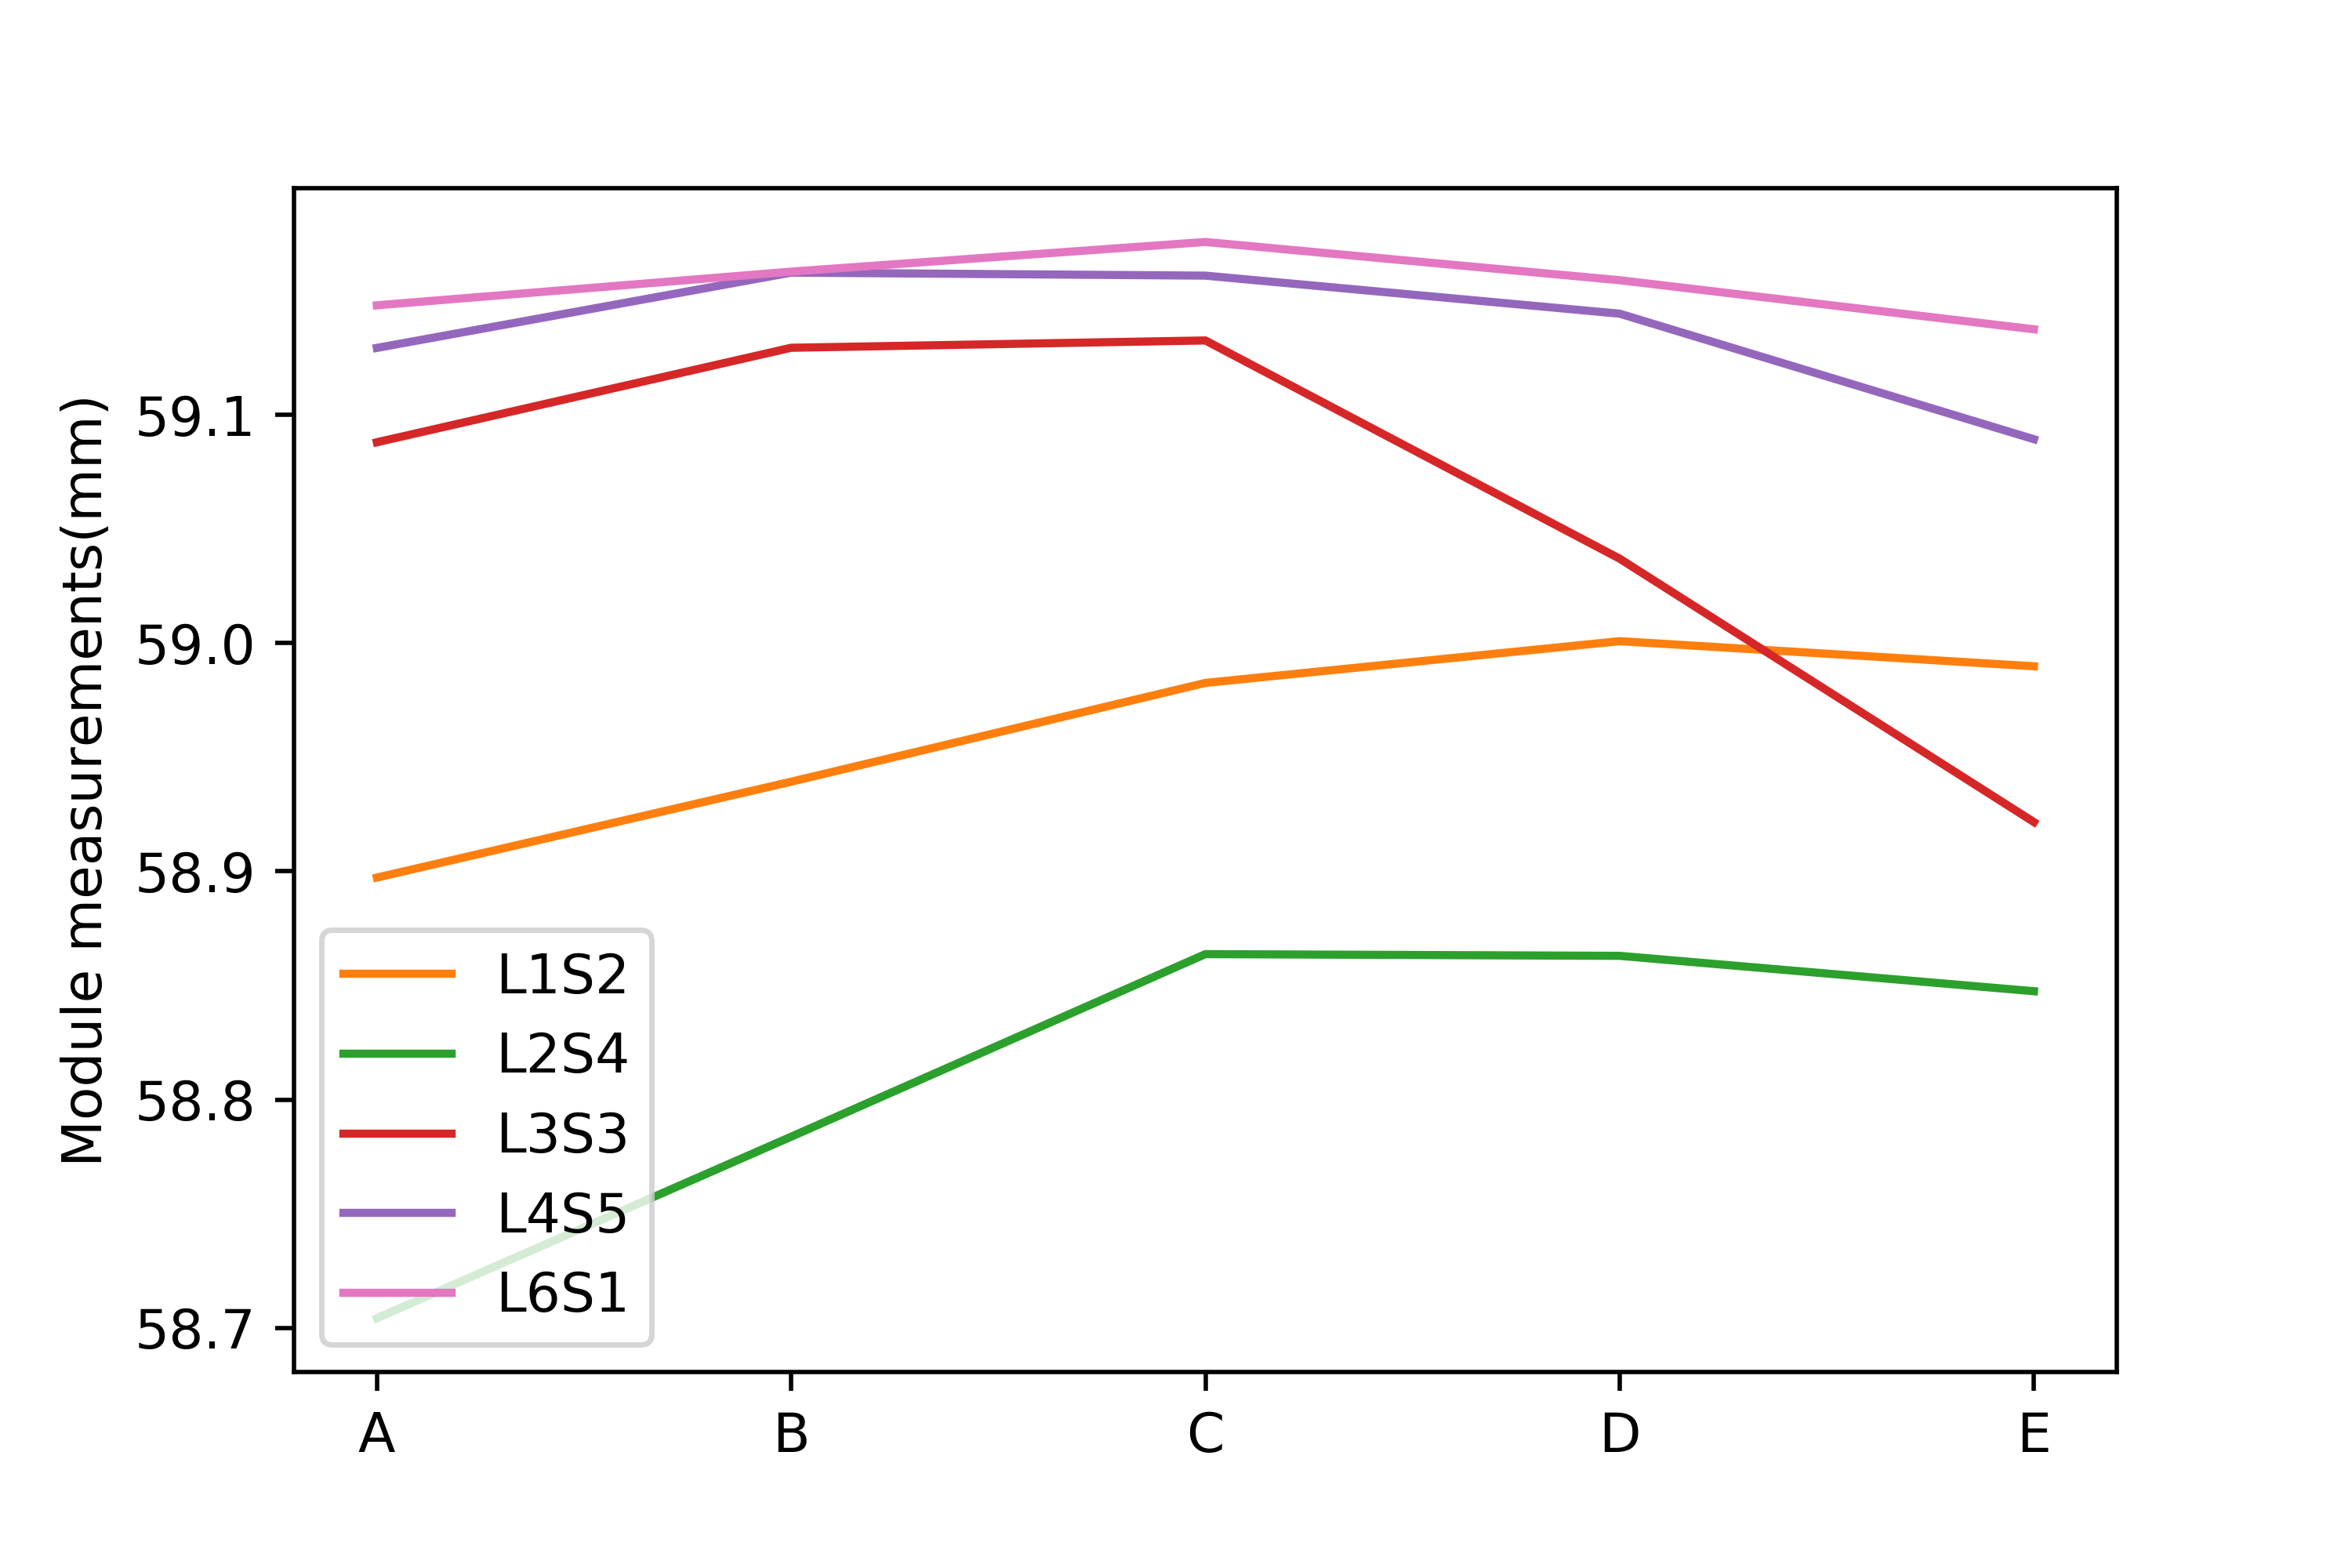 Module measurements(mm)
59.1
59.0
58.9
58.8
58.7
L1S2
L2S4
L3S3
L4S5
L6S1
A B C D E